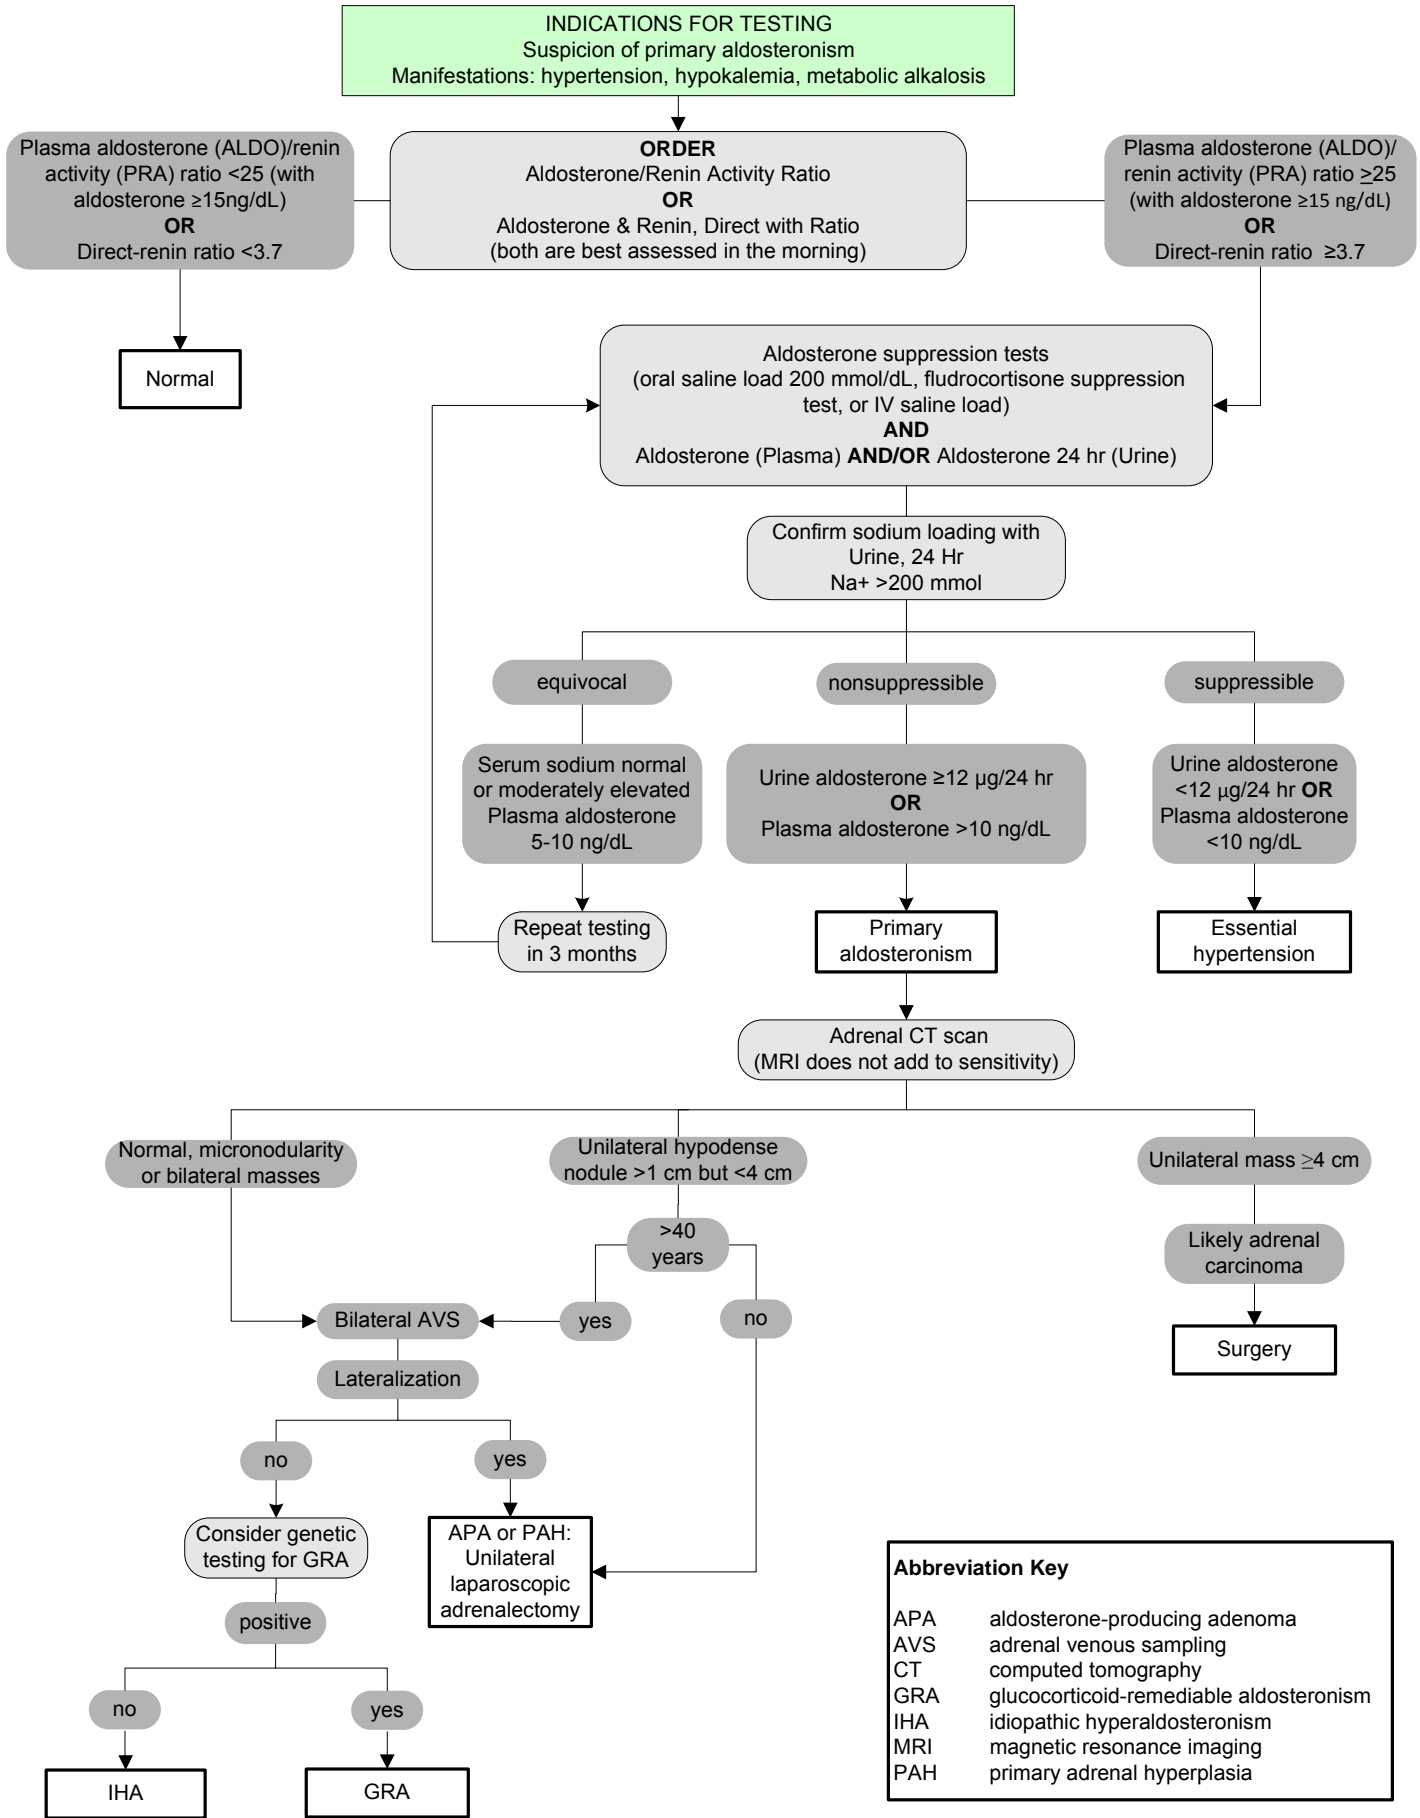 INDICATIONS FOR TESTING
Suspicion of primary aldosteronism
Manifestations: hypertension, hypokalemia, metabolic alkalosis
Plasma aldosterone (ALDO)/renin
activity (PRA) ratio <25 (with
aldosterone ≥15ng/dL)
OR
Direct-renin ratio <3.7
ORDER
Aldosterone/Renin Activity Ratio
OR
Aldosterone & Renin, Direct with Ratio
(both are best assessed in the morning)
Plasma aldosterone (ALDO)/
renin activity (PRA) ratio ≥25
(with aldosterone ≥15 ng/dL)
OR
Direct-renin ratio ≥3.7
Normal
Aldosterone suppression tests
(oral saline load 200 mmol/dL, fludrocortisone suppression
test, or IV saline load)
AND
Aldosterone (Plasma) AND/OR Aldosterone 24 hr (Urine)
Confirm sodium loading with
Urine, 24 Hr
Na+ >200 mmol
equivocal
nonsuppressible
suppressible
Serum sodium normal
or moderately elevated
Plasma aldosterone
5-10 ng/dL
Urine aldosterone ≥12 µg/24 hr
OR
Plasma aldosterone >10 ng/dL
Urine aldosterone
<12 µg/24 hr OR
Plasma aldosterone
<10 ng/dL
Repeat testing
in 3 months
Primary
aldosteronism
Essential
hypertension
Adrenal CT scan
(MRI does not add to sensitivity)
Normal, micronodularity
or bilateral masses
Unilateral hypodense
nodule >1 cm but <4 cm
Unilateral mass ≥4 cm
>40
years
Likely adrenal
carcinoma
Bilateral AVS
yes
no
Surgery
Lateralization
no
yes
Consider genetic
testing for GRA
APA or PAH:
Unilateral
laparoscopic
adrenalectomy
positive
no
yes
IHA
GRA
Abbreviation Key
APA aldosterone-producing adenoma
AVS adrenal venous sampling
CT computed tomography
GRA glucocorticoid-remediable aldosteronism
IHA idiopathic hyperaldosteronism
MRI magnetic resonance imaging
PAH primary adrenal hyperplasia